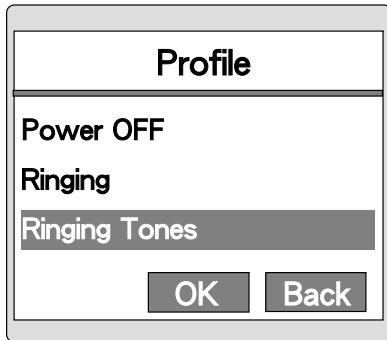 Profile
Power OFF
Ringing
Ringing Tones
OK Back